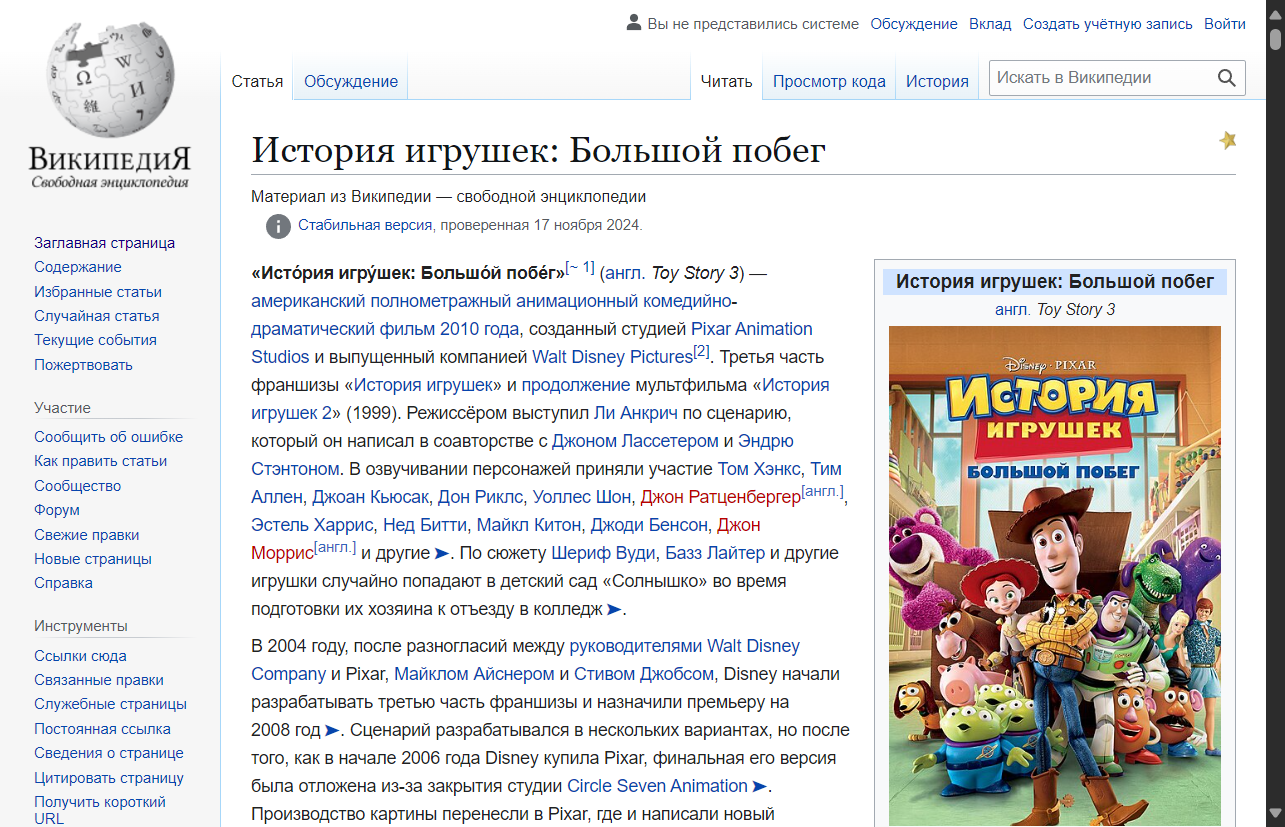 Вы не представились системе Обсуждение Вклад Создать учётную запись Войти
Статья Обсуждение Читать Просмотр кода История Искать в Википедии
ВикипедиЯ
Свободная энциклопедия
Заглавная страница
Содержание
Избранные статьи
Случайная статья
Текущие события
Пожертвовать
Участие
Сообщить об ошибке
Как править статьи
Сообщество
Форум
Свежие правки
Новые страницы
Справка
Инструменты
Ссылки сюда
Связанные правки
Служебные страницы
Постоянная ссылка
Сведения о странице
Цитировать страницу
Получить короткий
URL
История игрушек: Большой побег
Материал из Википедии — свободной энциклопедии
Стабильная версия, проверенная 17 ноября 2024.
«Исто́рия игру́шек: Большо́й побе́г»[~ 1] (англ. Toy Story 3) —
американский полнометражный анимационный комедийно-
драматический фильм 2010 года, созданный студией Pixar Animation
Studios и выпущенный компанией Walt Disney Pictures[2]. Третья часть
франшизы «История игрушек» и продолжение мультфильма «История
игрушек 2» (1999). Режиссёром выступил Ли Анкрич по сценарию,
который он написал в соавторстве с Джоном Лассетером и Эндрю
Стэнтоном. В озвучивании персонажей приняли участие Том Хэнкс, Тим
Аллен, Джоан Кьюсак, Дон Риклс, Уоллес Шон, Джон Ратценбергер[англ.],
Эстель Харрис, Нед Битти, Майкл Китон, Джоди Бенсон, Джон
Моррис[англ.] и другие ➤. По сюжету Шериф Вуди, Базз Лайтер и другие
игрушки случайно попадают в детский сад «Солнышко» во время
подготовки их хозяина к отъезду в колледж ➤.
В 2004 году, после разногласий между руководителями Walt Disney
Company и Pixar, Майклом Айснером и Стивом Джобсом, Disney начали
разрабатывать третью часть франшизы и назначили премьеру на
2008 год ➤. Сценарий разрабатывался в нескольких вариантах, но после
того, как в начале 2006 года Disney купила Pixar, финальная его версия
была отложена из-за закрытия студии Circle Seven Animation ➤.
Производство картины перенесли в Pixar, где и написали новый
История игрушек: Большой побег
англ. Toy Story 3
Disney · PIXAR
История
игрушек
большой побег